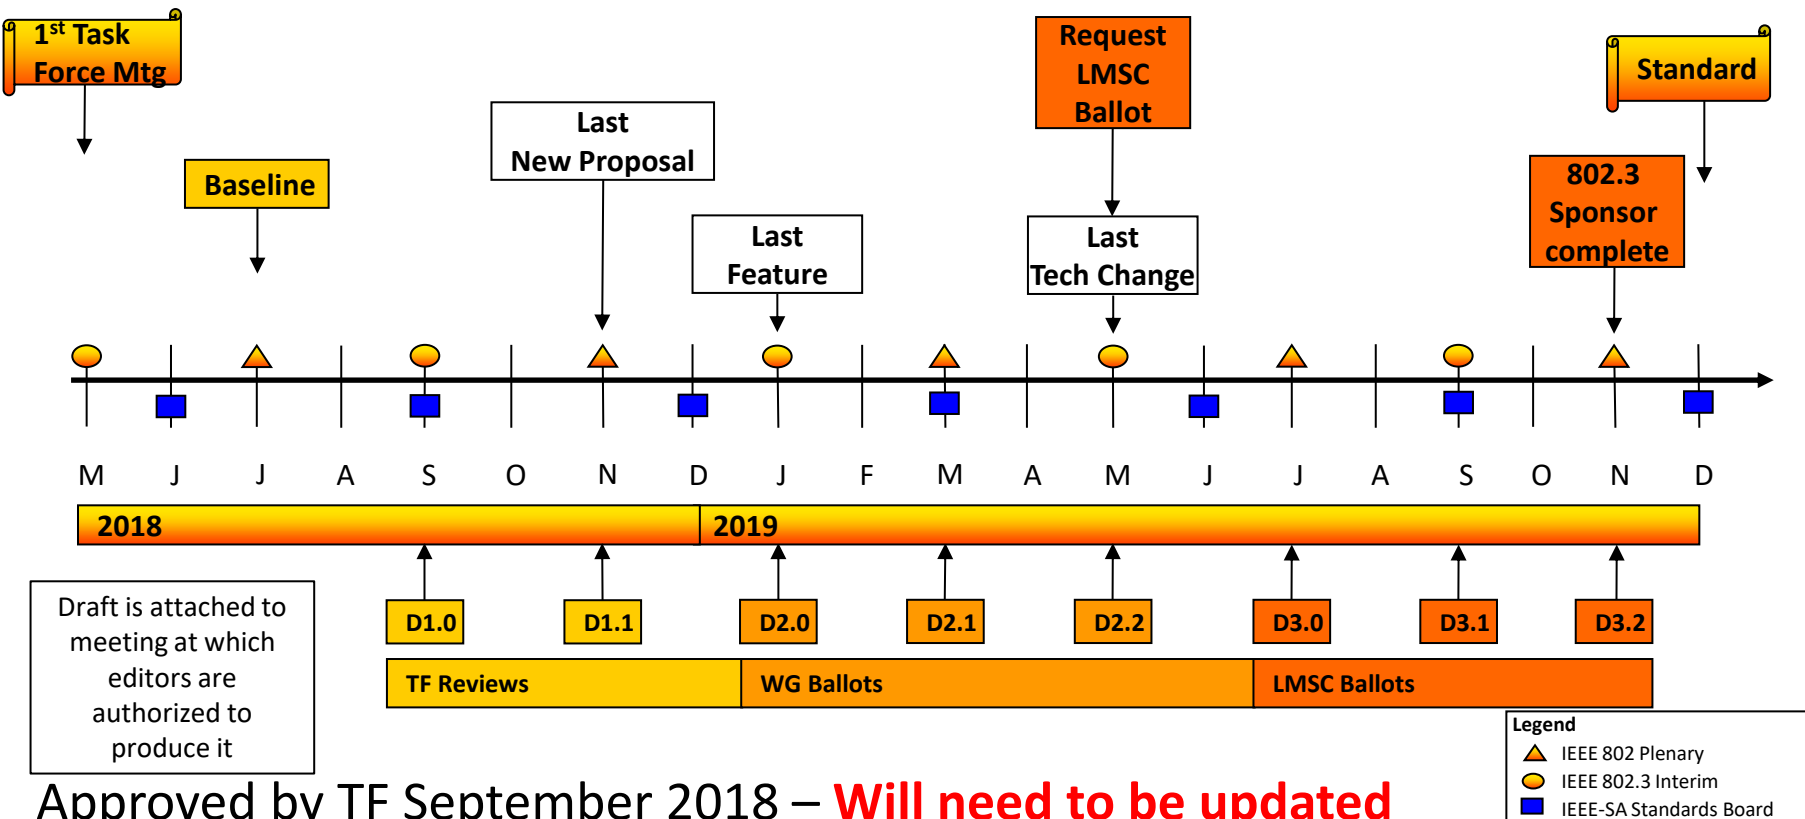 1st Task
Force Mtg
Request
LMSC
Ballot
Standard
Last
New Proposal
Baseline
802.3
Sponsor
complete
Last
Feature
Last
Tech Change
M J J A S O N D J F M A M J J A S O N D
2018 2019
D1.0 D1.1 D2.0 D2.1 D2.2 D3.0 D3.1 D3.2
TF Reviews WG Ballots LMSC Ballots
Draft is attached to
meeting at which
editors are
authorized to
produce it
Legend
IEEE 802 Plenary
IEEE 802.3 Interim
IEEE-SA Standards Board
Approved by TF September 2018 – Will need to be updated